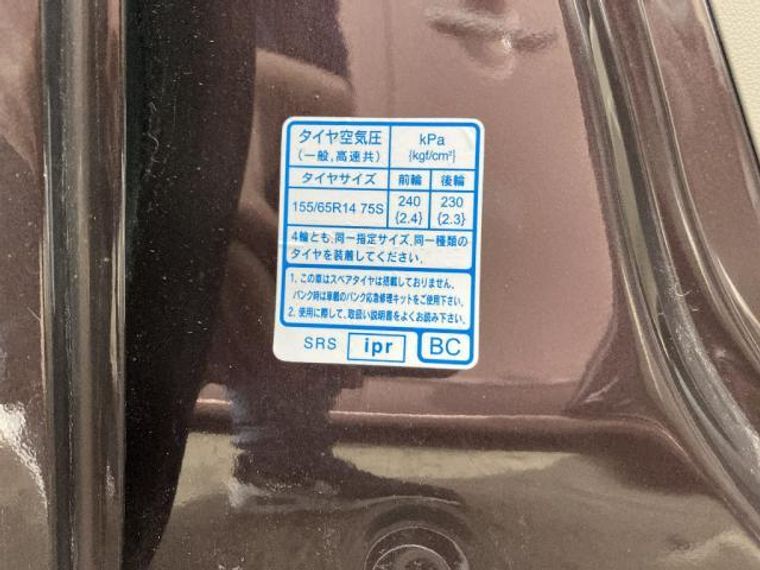 タイヤ空気圧 kPa
(一般,高速共) {kgf/cm²}
タイヤサイズ 前輪 後輪
155/65R14 75S 240 230
{2.4} {2.3}
4輪とも,同一指定サイズ,同一種類の
タイヤを装着してください.
1. この車はスペアタイヤは搭載しておりません.
パンク時は車載のパンク応急修理キットをご使用下さい.
2. 使用に際して,取扱い説明書をよくお読み下さい.
SRS ipr BC